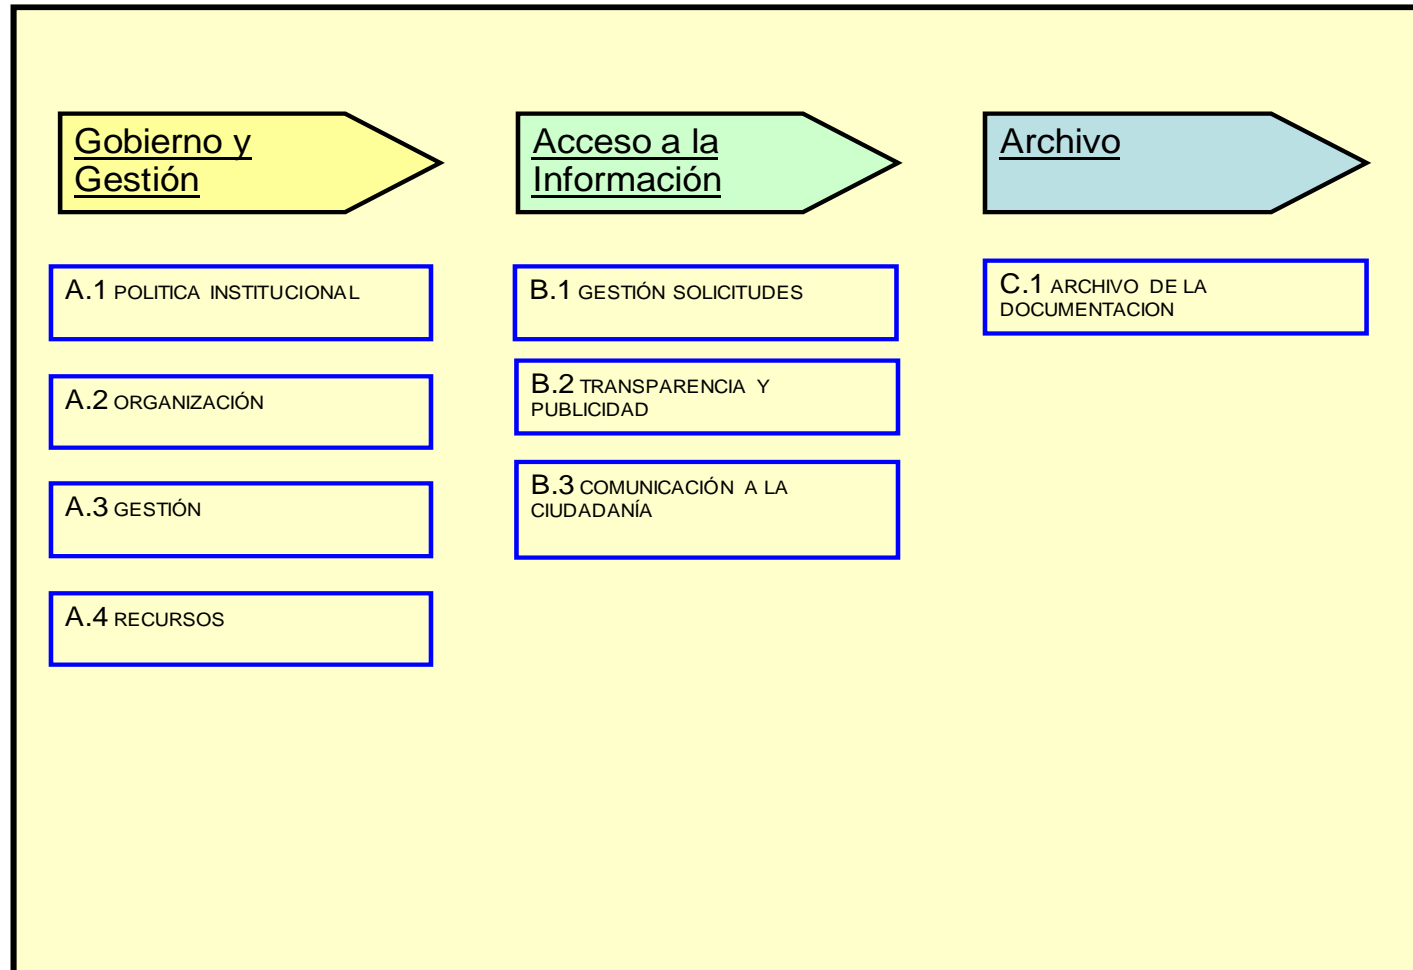 Gobierno y
Gestión
A.1 POLITICA INSTITUCIONAL
A.2 ORGANIZACIÓN
A.3 GESTIÓN
A.4 RECURSOS
Acceso a la
Información
B.1 GESTIÓN SOLICITUDES
B.2 TRANSPARENCIA Y
PUBLICIDAD
B.3 COMUNICACIÓN A LA
CIUDADANÍA
Archivo
C.1 ARCHIVO DE LA
DOCUMENTACION